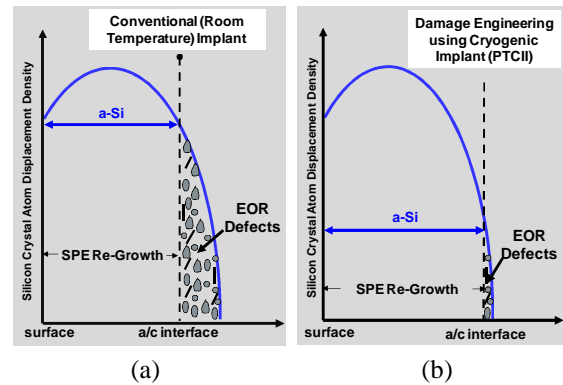 Conventional (Room
Temperature) Implant
Silicon Crystal Atom Displacement Density
a-Si
EOR
Defects
SPE Re-Growth
surface
a/c interface
(a)
Damage Engineering
using Cryogenic
Implant (PTCII)
Silicon Crystal Atom Displacement Density
a-Si
EOR
Defects
SPE Re-Growth
surface
a/c interface
(b)